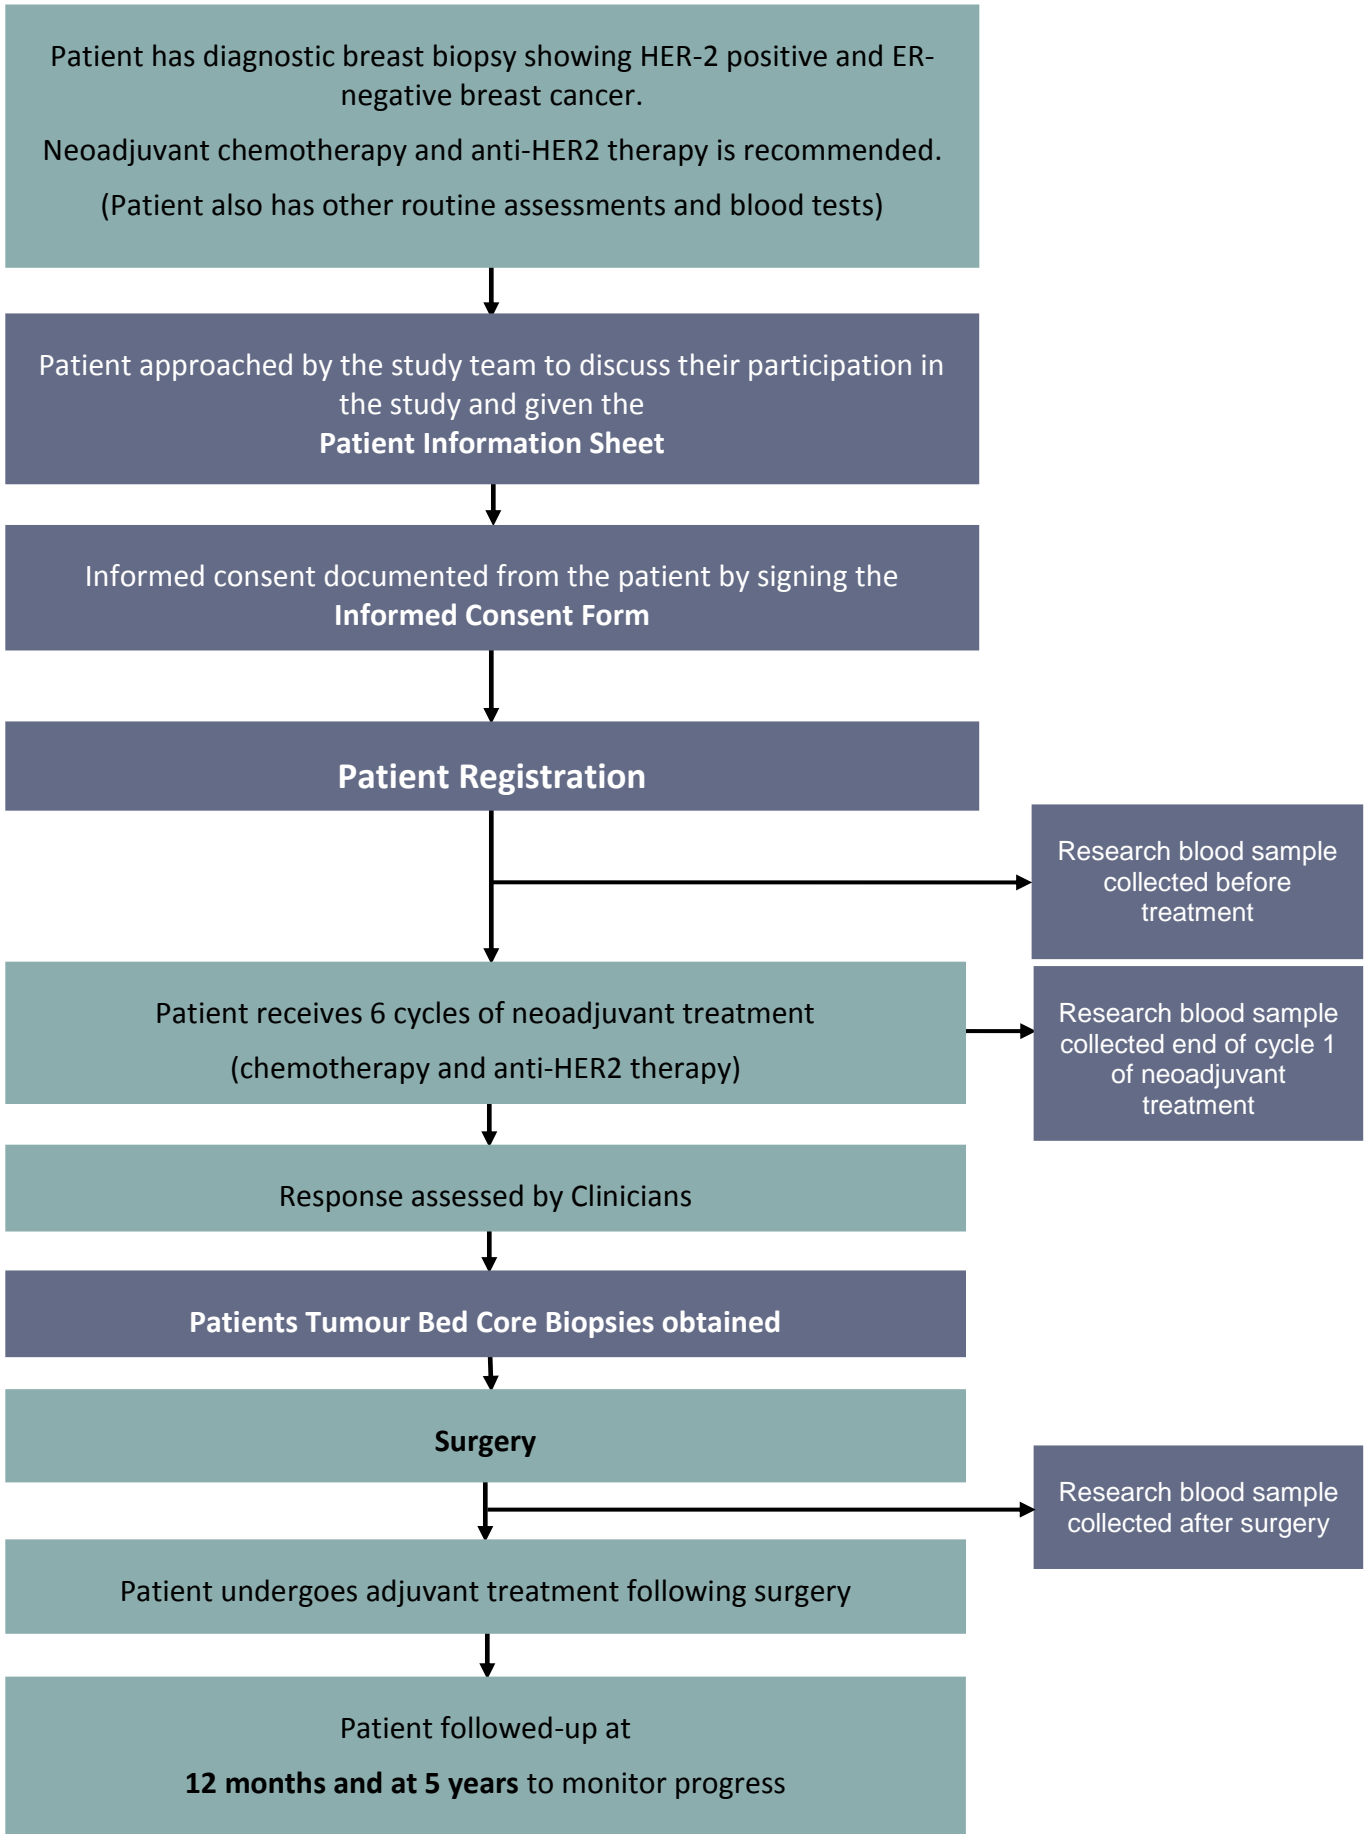 Patient has diagnostic breast biopsy showing HER-2 positive and ER-
negative breast cancer.
Neoadjuvant chemotherapy and anti-HER2 therapy is recommended.
(Patient also has other routine assessments and blood tests)
Patient approached by the study team to discuss their participation in
the study and given the
Patient Information Sheet
Informed consent documented from the patient by signing the
Informed Consent Form
Patient Registration
Research blood sample
collected before
treatment
Patient receives 6 cycles of neoadjuvant treatment
(chemotherapy and anti-HER2 therapy)
Research blood sample
collected end of cycle 1
of neoadjuvant
treatment
Response assessed by Clinicians
Patients Tumour Bed Core Biopsies obtained
Surgery
Research blood sample
collected after surgery
Patient undergoes adjuvant treatment following surgery
Patient followed-up at
12 months and at 5 years to monitor progress